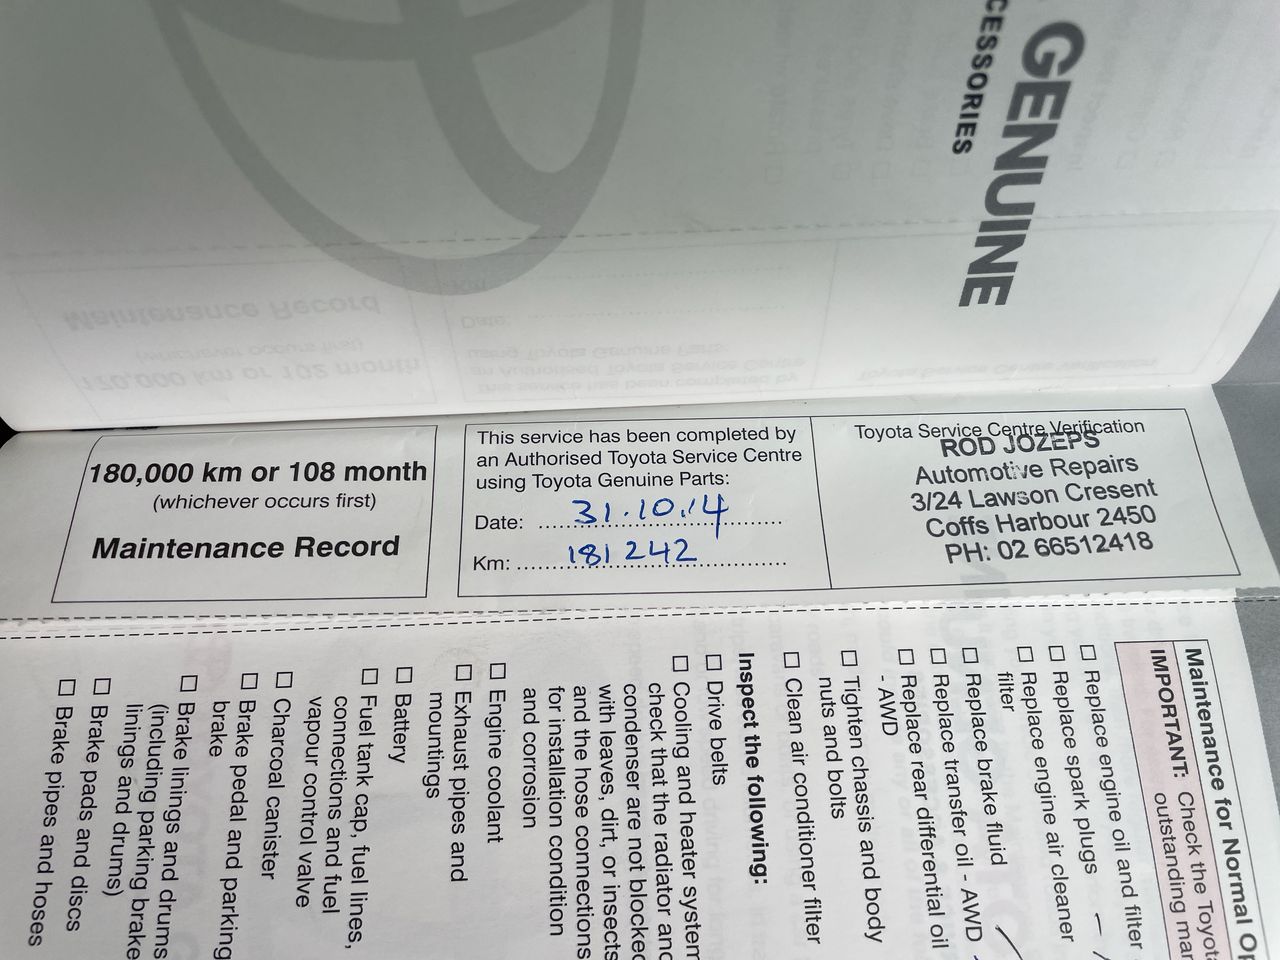 GENUINE
CESSORIES
180,000 km or 108 month
(whichever occurs first)
Maintenance Record
This service has been completed by
an Authorised Toyota Service Centre
using Toyota Genuine Parts:
Date: 31.10.14
Km: 181 242
Toyota Service Centre Verification
ROD JOZEPS
Automotive Repairs
3/24 Lawson Cresent
Coffs Harbour 2450
PH: 02 66512418
Maintenance for Normal Op
IMPORTANT: Check the Toyota
outstanding mar
Replace engine oil and filter
Replace spark plugs
Replace engine air cleaner
filter
Replace brake fluid
Replace transfer oil - AWD
Replace rear differential oil
- AWD
Tighten chassis and body
nuts and bolts
Clean air conditioner filter
Inspect the following:
Drive belts
Cooling and heater system
check that the radiator and
condenser are not blocked
with leaves, dirt, or insects
and the hose connections
for installation condition
and corrosion
Engine coolant
Exhaust pipes and
mountings
Battery
Fuel tank cap, fuel lines,
connections and fuel
vapour control valve
Charcoal canister
Brake pedal and parking
brake
Brake linings and drums
(including parking brake
linings and drums)
Brake pads and discs
Brake pipes and hoses